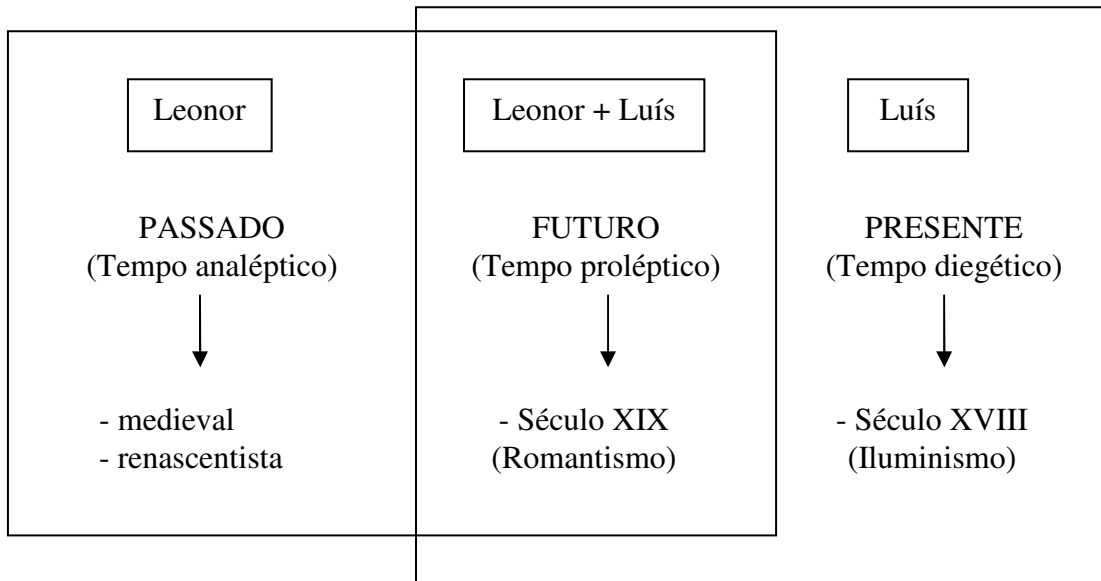 Leonor
PASSADO
(Tempo analéptico)
- medieval
- renascentista
Leonor + Luís
FUTURO
(Tempo proléptico)
- Século XIX
(Romantismo)
Luís
PRESENTE
(Tempo diegético)
- Século XVIII
(Iluminismo)